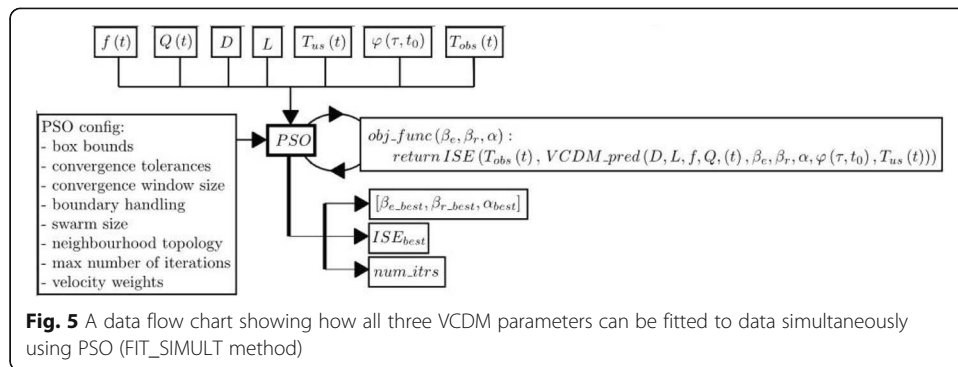 f (t) Q (t) D L T_us (t) φ (τ, t_0) T_obs (t)
PSO config:
- box bounds
- convergence tolerances
- convergence window size
- boundary handling
- swarm size
- neighbourhood topology
- max number of iterations
- velocity weights
PSO
obj_func (β_e, β_r, α) :
return ISE (T_obs (t) , VCDM_pred (D, L, f, Q, (t) , β_e, β_r, α, φ (τ, t_0) , T_us (t)))
[β_e_best, β_r_best, α_best]
ISE_best
num_itrs
Fig. 5 A data flow chart showing how all three VCDM parameters can be fitted to data simultaneously
using PSO (FIT_SIMULT method)